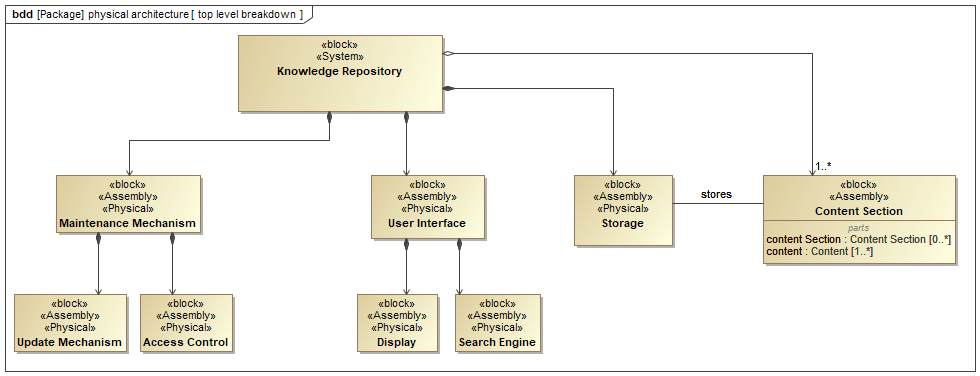 bdd [Package] physical architecture [ top level breakdown ]
«block»
«System»
Knowledge Repository
1..*
«block»
«Assembly»
«Physical»
Maintenance Mechanism
«block»
«Assembly»
«Physical»
User Interface
«block»
«Assembly»
«Physical»
Storage
stores
«block»
«Assembly»
Content Section
parts
content Section : Content Section [0..*]
content : Content [1..*]
«block»
«Assembly»
«Physical»
Update Mechanism
«block»
«Assembly»
«Physical»
Access Control
«block»
«Assembly»
«Physical»
Display
«block»
«Assembly»
«Physical»
Search Engine